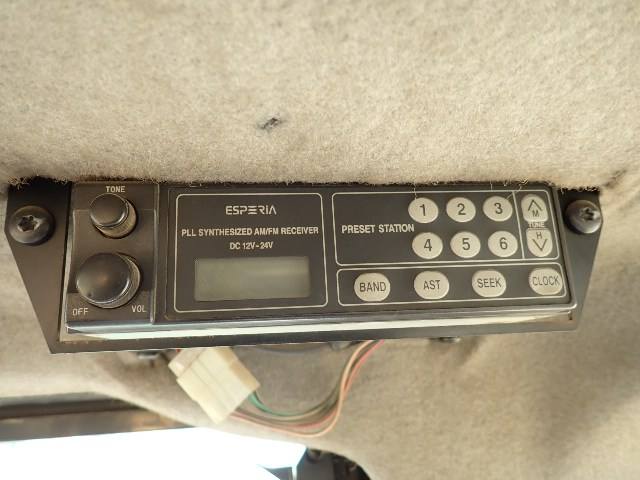 TONE
OFF VOL
ESPERIA
PLL SYNTHESIZED AM/FM RECEIVER
DC 12V-24V
PRESET STATION
1 2 3
4 5 6
M
TUNE
H
BAND AST SEEK CLOCK